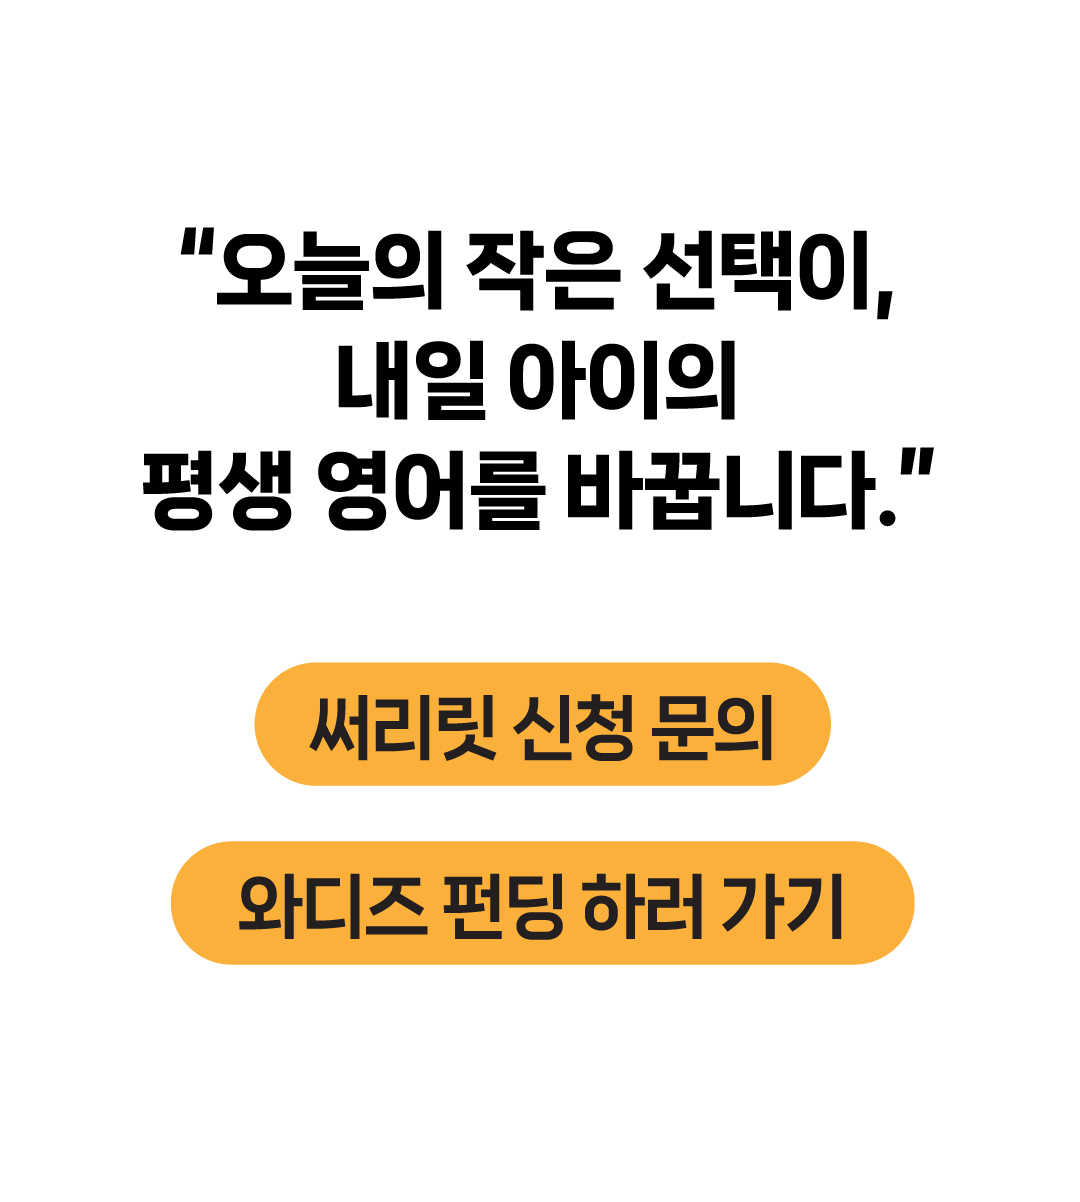 “오늘의 작은 선택이,
내일 아이의
평생 영어를 바꿉니다.”
써리릿 신청 문의
와디즈 펀딩 하러 가기